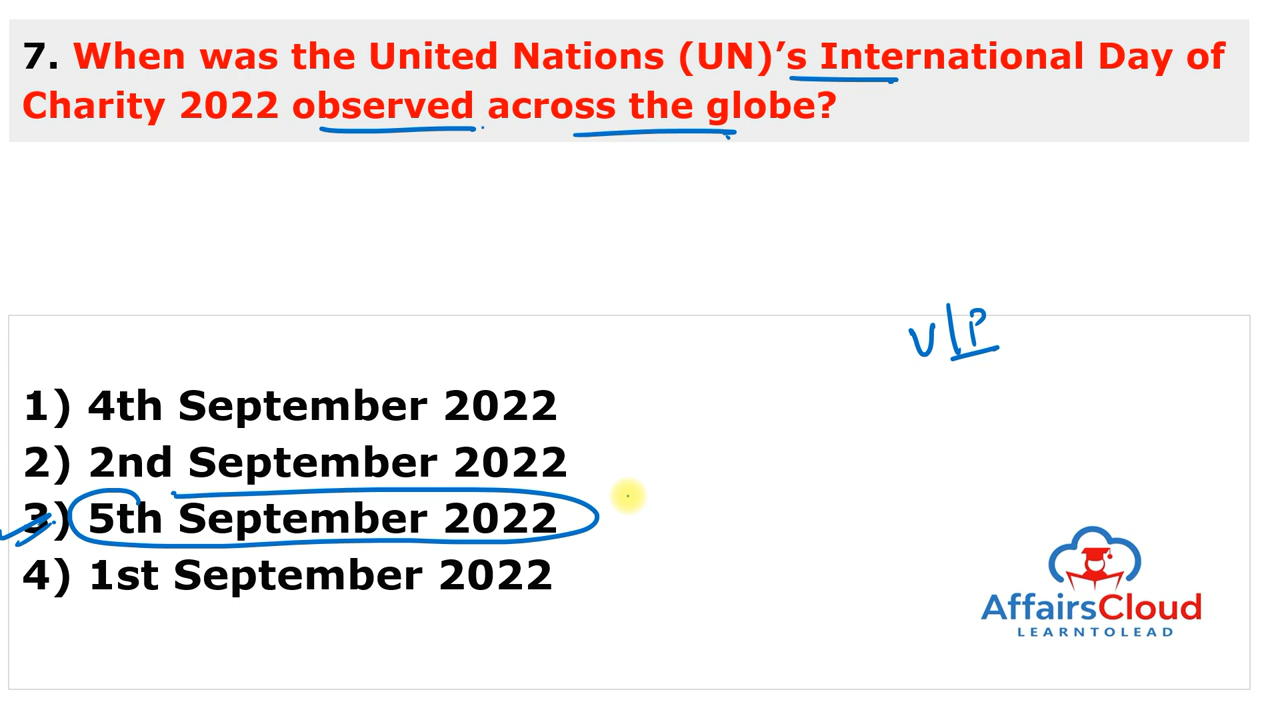 7. When was the United Nations (UN)’s International Day of
Charity 2022 observed across the globe?
VIP
1) 4th September 2022
2) 2nd September 2022
3) 5th September 2022
4) 1st September 2022
AffairsCloud
LEARNTOLEAD